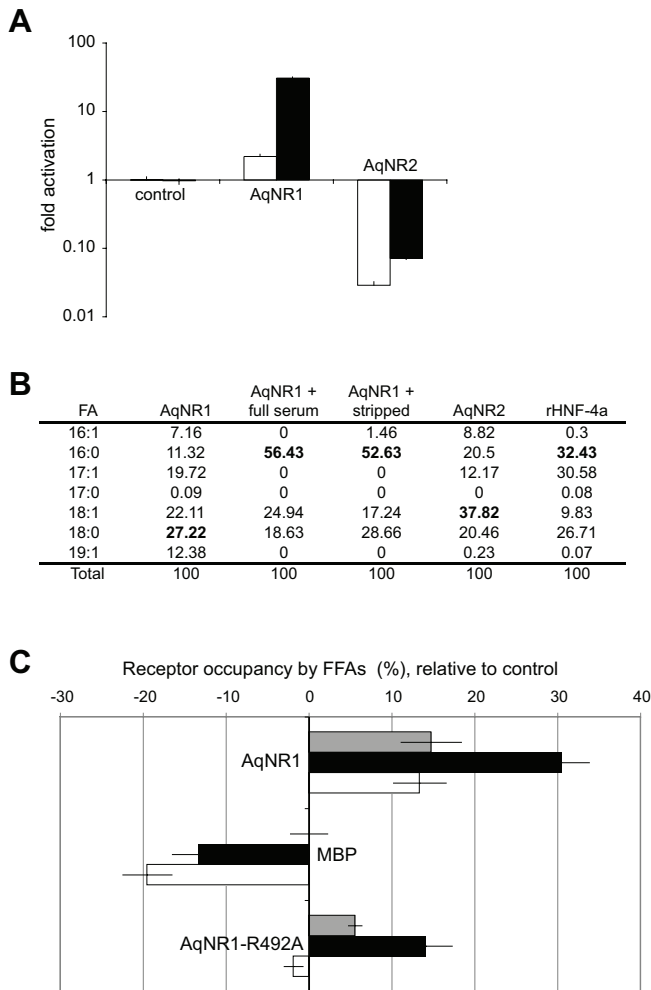 A
100
10
1
0.10
0.01
fold activation
control
AqNR1
AqNR2
B
FA AqNR1 AqNR1 + full serum AqNR1 + stripped AqNR2 rHNF-4a
16:1 7.16 0 1.46 8.82 0.3
16:0 11.32 56.43 52.63 20.5 32.43
17:1 19.72 0 0 12.17 30.58
17:0 0.09 0 0 0 0.08
18:1 22.11 24.94 17.24 37.82 9.83
18:0 27.22 18.63 28.66 20.46 26.71
19:1 12.38 0 0 0.23 0.07
Total 100 100 100 100 100
C
Receptor occupancy by FFAs (%), relative to control
-30 -20 -10 0 10 20 30 40
AqNR1
MBP
AqNR1-R492A